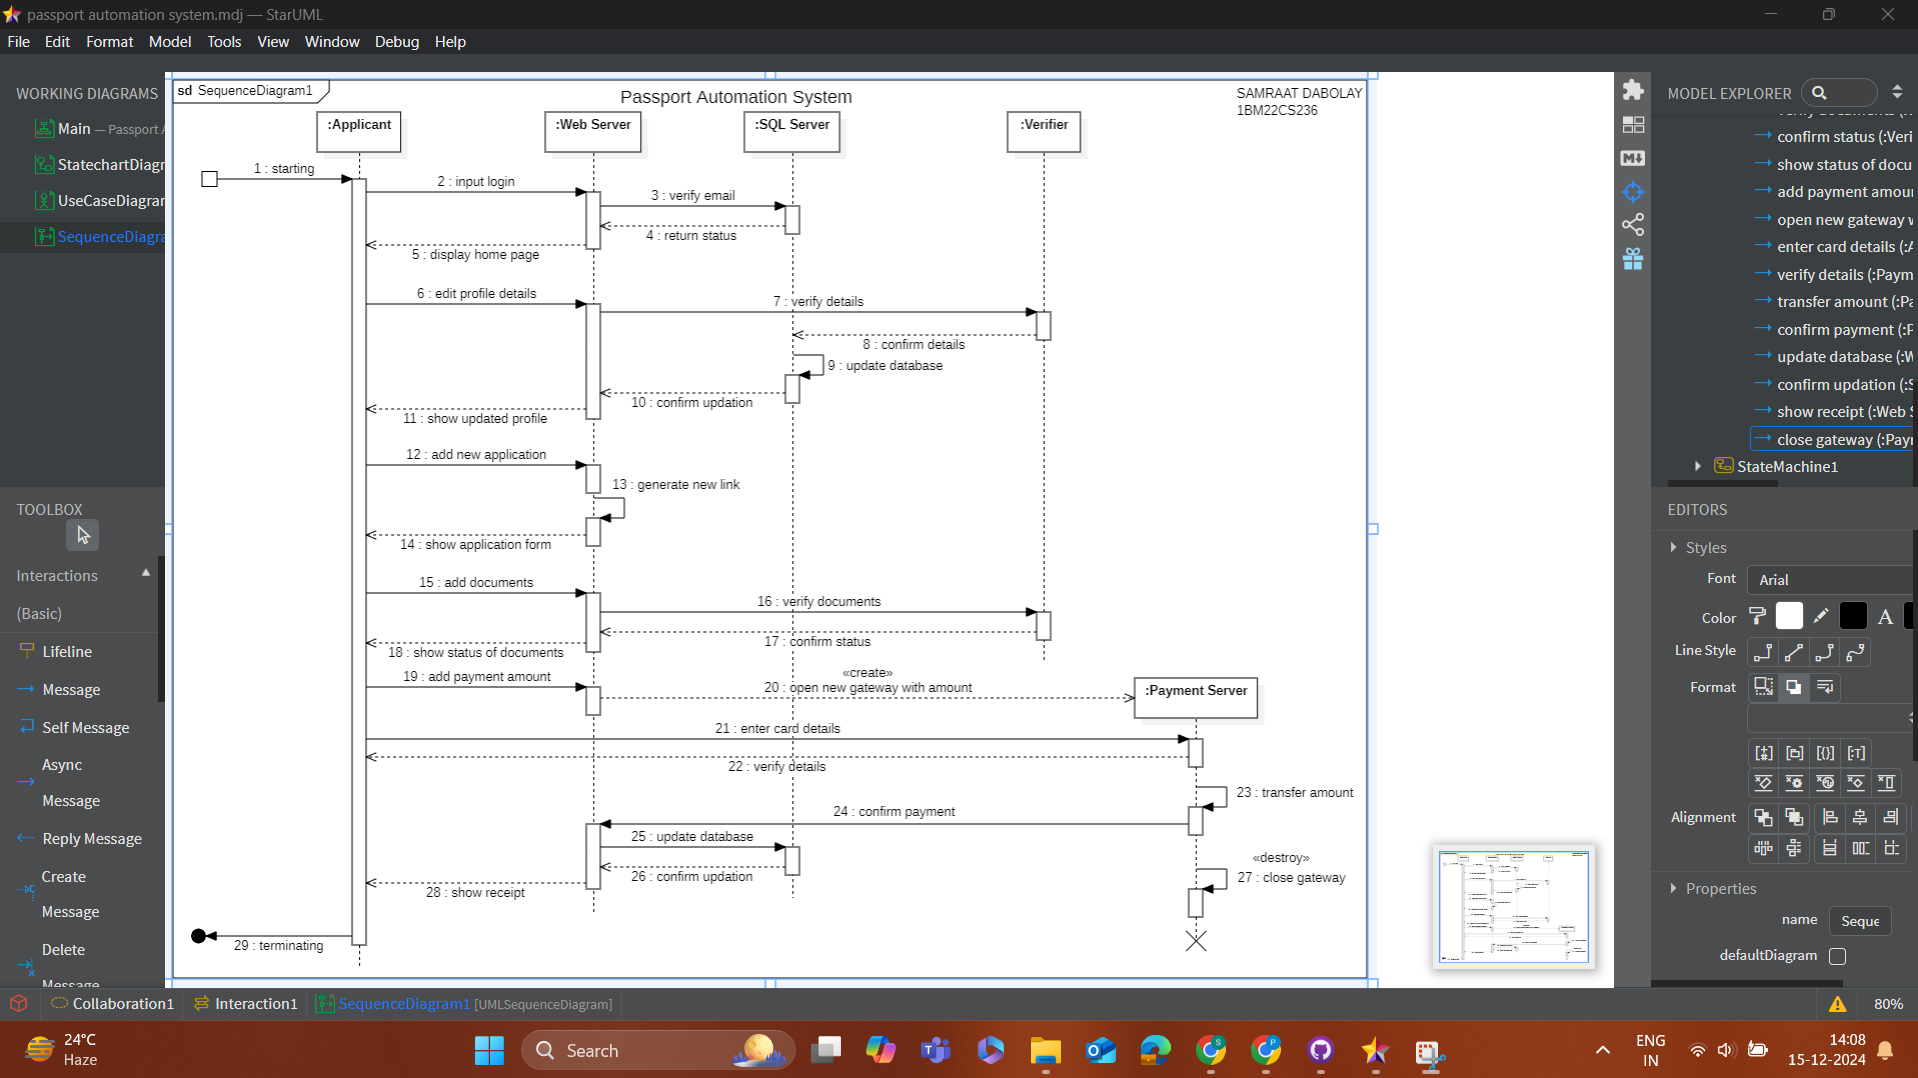 passport automation system.mdj — StarUML
File Edit Format Model Tools View Window Debug Help
WORKING DIAGRAMS
Main — Passport A
StatechartDiagr
UseCaseDiagrar
SequenceDiagra
TOOLBOX
Interactions
(Basic)
Lifeline
Message
Self Message
Async
Message
Reply Message
Create
Message
Delete
Message
sd SequenceDiagram1
Passport Automation System
SAMRAAT DABOLAY
1BM22CS236
:Applicant
:Web Server
:SQL Server
:Verifier
1 : starting
2 : input login
3 : verify email
4 : return status
5 : display home page
6 : edit profile details
7 : verify details
8 : confirm details
9 : update database
10 : confirm updation
11 : show updated profile
12 : add new application
13 : generate new link
14 : show application form
15 : add documents
16 : verify documents
17 : confirm status
18 : show status of documents
19 : add payment amount
«create»
20 : open new gateway with amount
:Payment Server
21 : enter card details
22 : verify details
23 : transfer amount
24 : confirm payment
25 : update database
26 : confirm updation
«destroy»
27 : close gateway
28 : show receipt
29 : terminating
MODEL EXPLORER
confirm status (:Veri
show status of docu
add payment amou
open new gateway v
enter card details (:A
verify details (:Paym
transfer amount (:Pa
confirm payment (:P
update database (:W
confirm updation (:S
show receipt (:Web S
close gateway (:Payr
StateMachine1
EDITORS
Styles
Font Arial
Color
Line Style
Format
Alignment
Properties
name Seque
defaultDiagram
Collaboration1 Interaction1 SequenceDiagram1 [UMLSequenceDiagram]
80%
24°C
Haze
Search
ENG
IN
14:08
15-12-2024